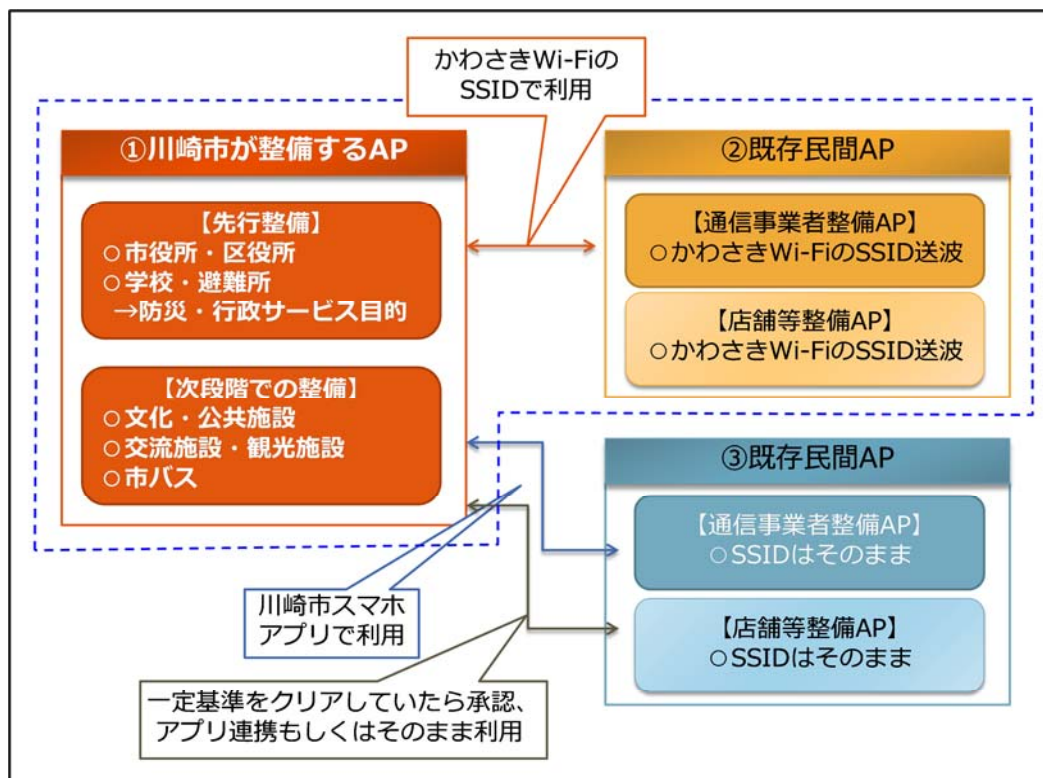 かわさきWi-Fiの
SSIDで利用
①川崎市が整備するAP
【先行整備】
○市役所・区役所
○学校・避難所
→防災・行政サービス目的
【次段階での整備】
○文化・公共施設
○交流施設・観光施設
○市バス
②既存民間AP
【通信事業者整備AP】
○かわさきWi-FiのSSID送波
【店舗等整備AP】
○かわさきWi-FiのSSID送波
③既存民間AP
【通信事業者整備AP】
○SSIDはそのまま
【店舗等整備AP】
○SSIDはそのまま
川崎市スマホ
アプリで利用
一定基準をクリアしていたら承認、
アプリ連携もしくはそのまま利用